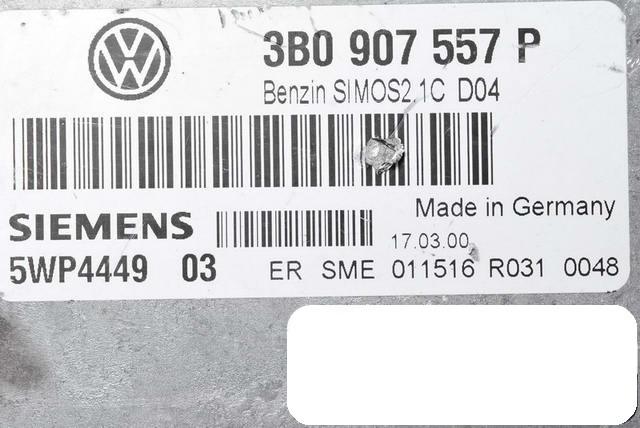 3B0 907 557 P
Benzin SIMOS2.1C D04
Made in Germany
SIEMENS
17.03.00
5WP4449 03 ER SME 011516 R031 0048